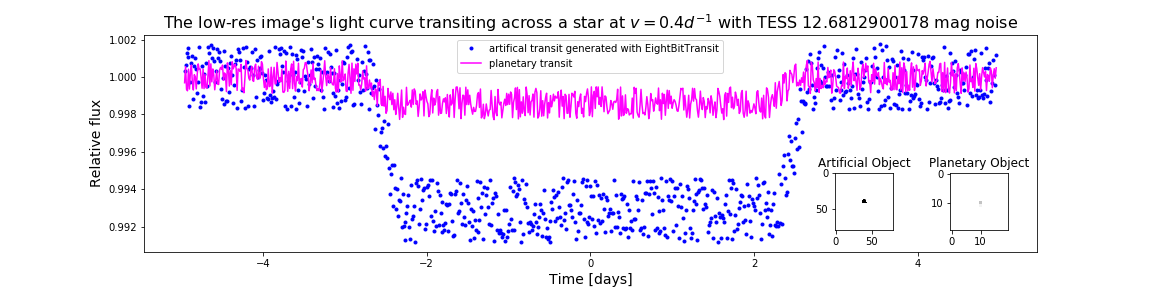 The low-res image's light curve transiting across a star at v = 0.4d⁻¹ with TESS 12.6812900178 mag noise
artifical transit generated with EightBitTransit
planetary transit
Relative flux
1.002
1.000
0.998
0.996
0.994
0.992
Artificial Object
Planetary Object
0
50
0
50
0
10
0
10
−4
−2
0
2
4
Time [days]